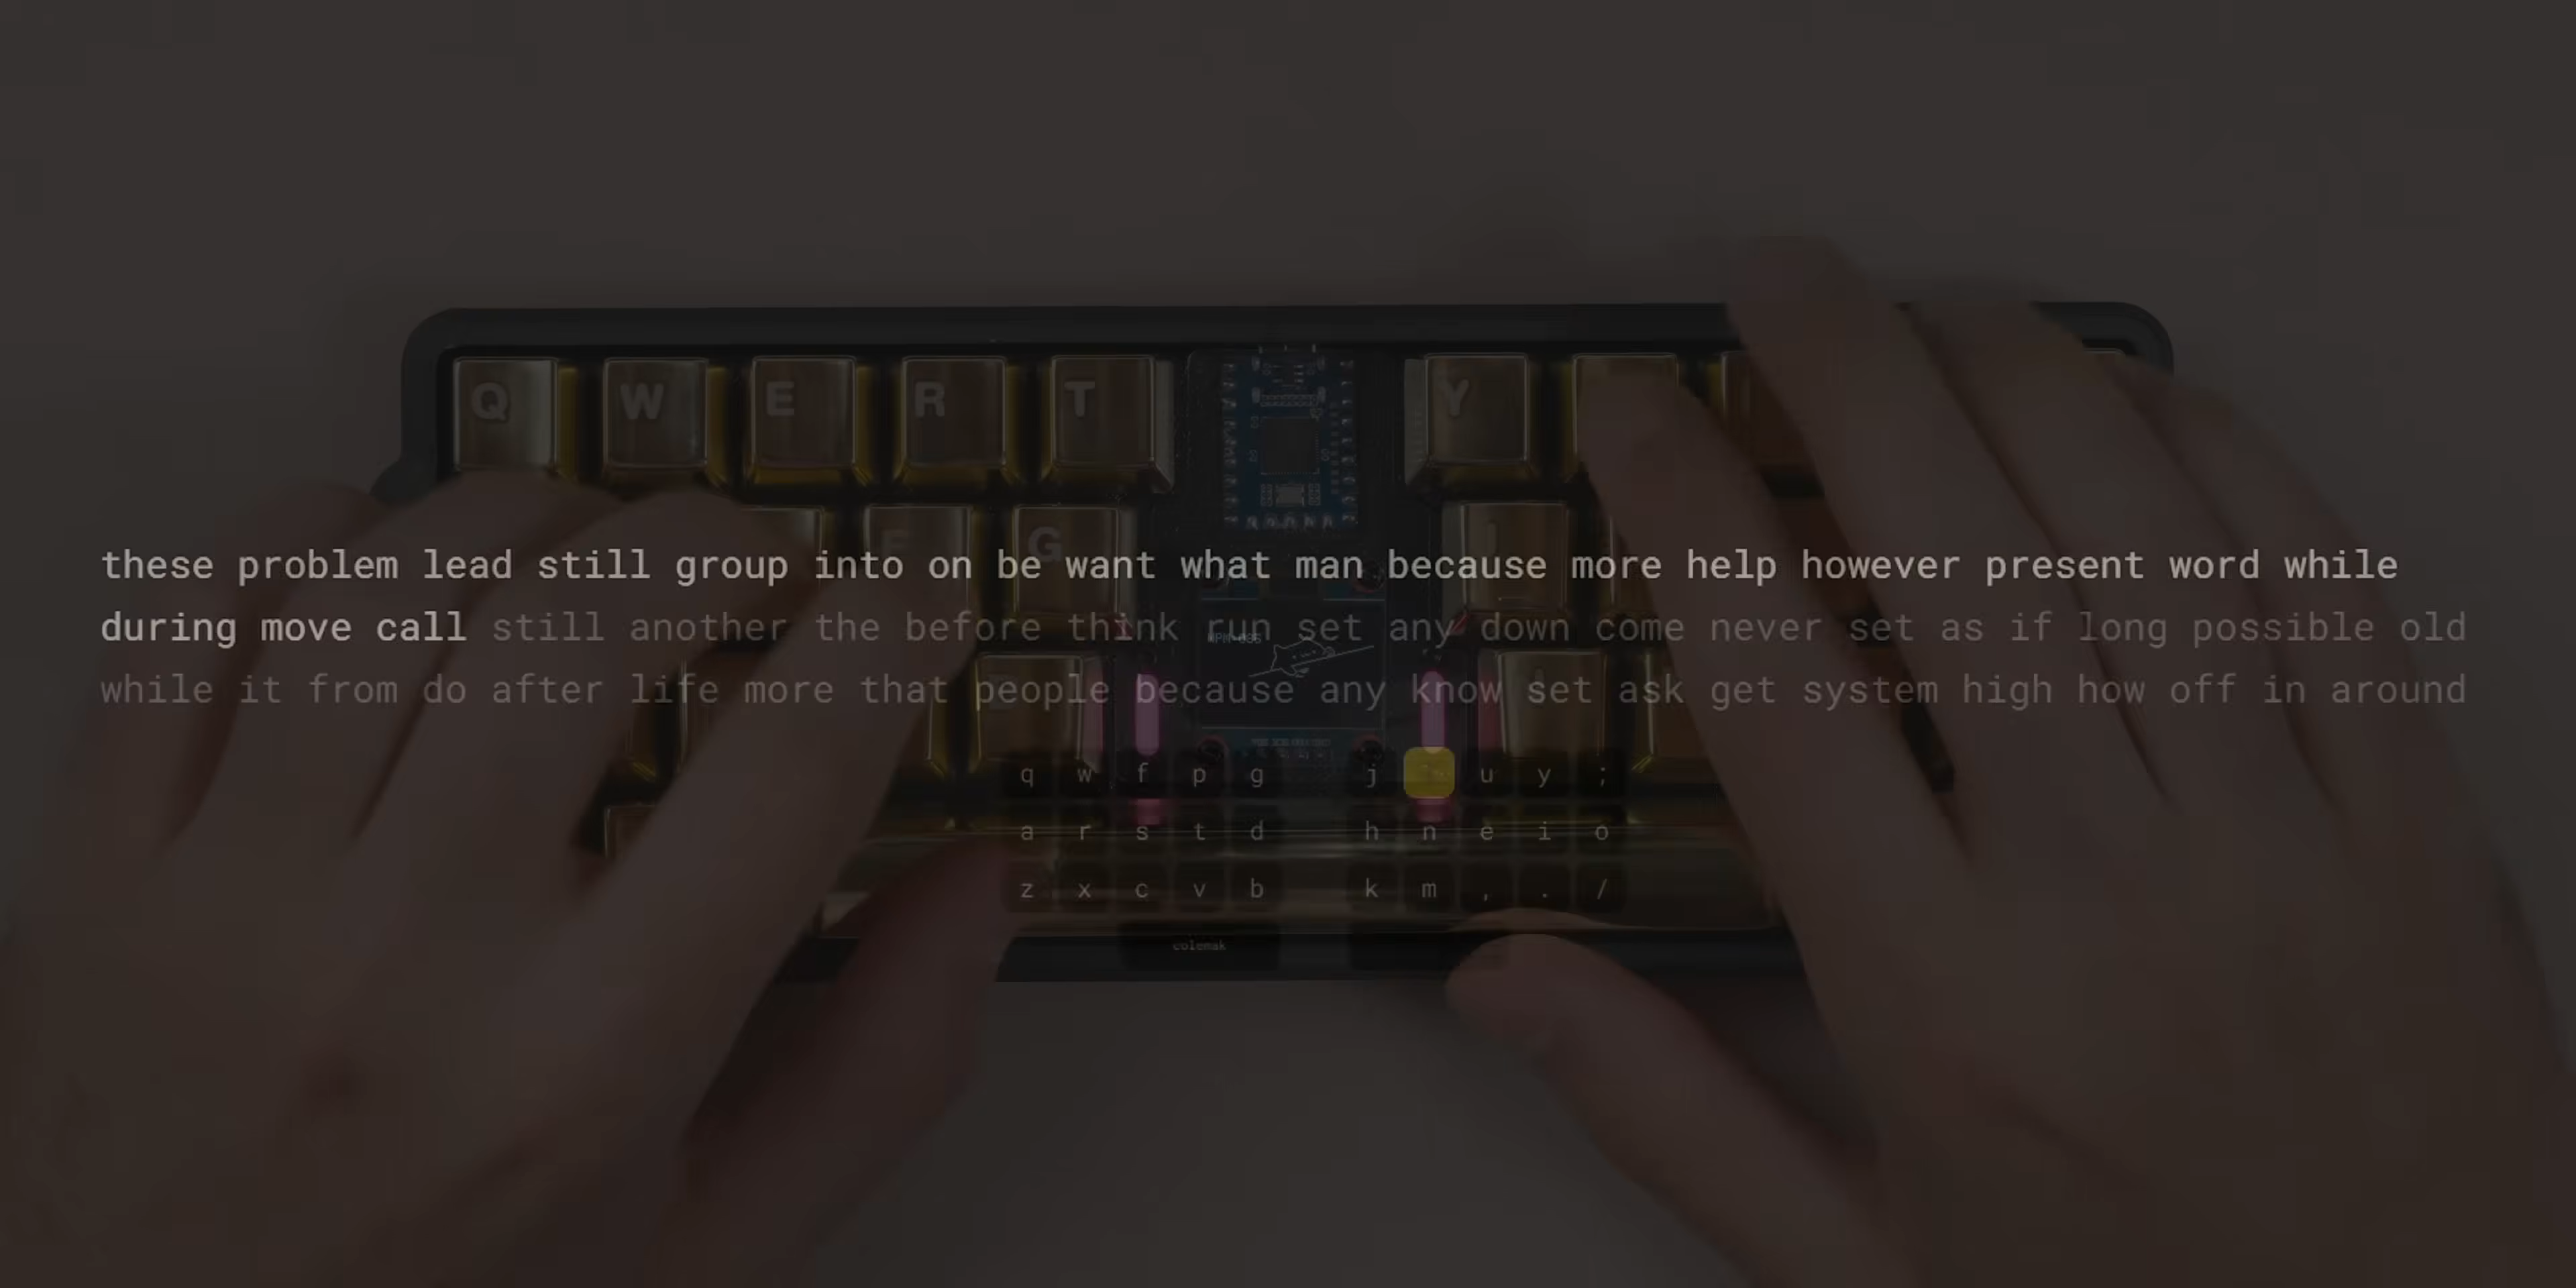 Q W E R T Y
F G J
these problem lead still group into on be want what man because more help however present word while
during move call still another the before think run set any down come never set as if long possible old
while it from do after life more that people because any know set ask get system high how off in around
q w f p g j u y ;
a r s t d h n e i o
z x c v b k m , . /
colemak